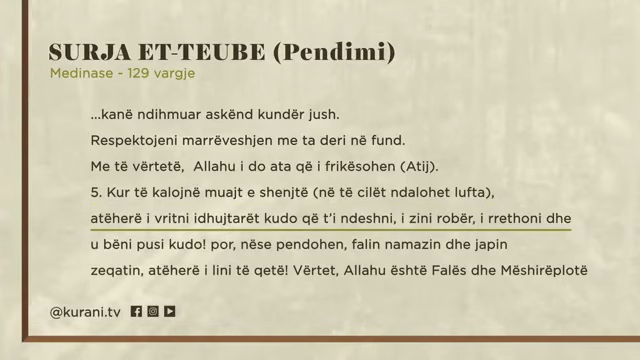 SURJA ET-TEUBE (Pendimi)
Medinase - 129 vargje
...kanë ndihmuar askënd kundër jush.
Respektojeni marrëveshjen me ta deri në fund.
Me të vërtetë, Allahu i do ata që i frikësohen (Atij).
5. Kur të kalojnë muajt e shenjtë (në të cilët ndalohet lufta),
atëherë i vritni idhujtarët kudo që t'i ndeshni, i zini robër, i rrethoni dhe
u bëni pusi kudo! por, nëse pendohen, falin namazin dhe japin
zeqatin, atëherë i lini të qetë! Vërtet, Allahu është Falës dhe Mëshirëplotë
@kurani.tv